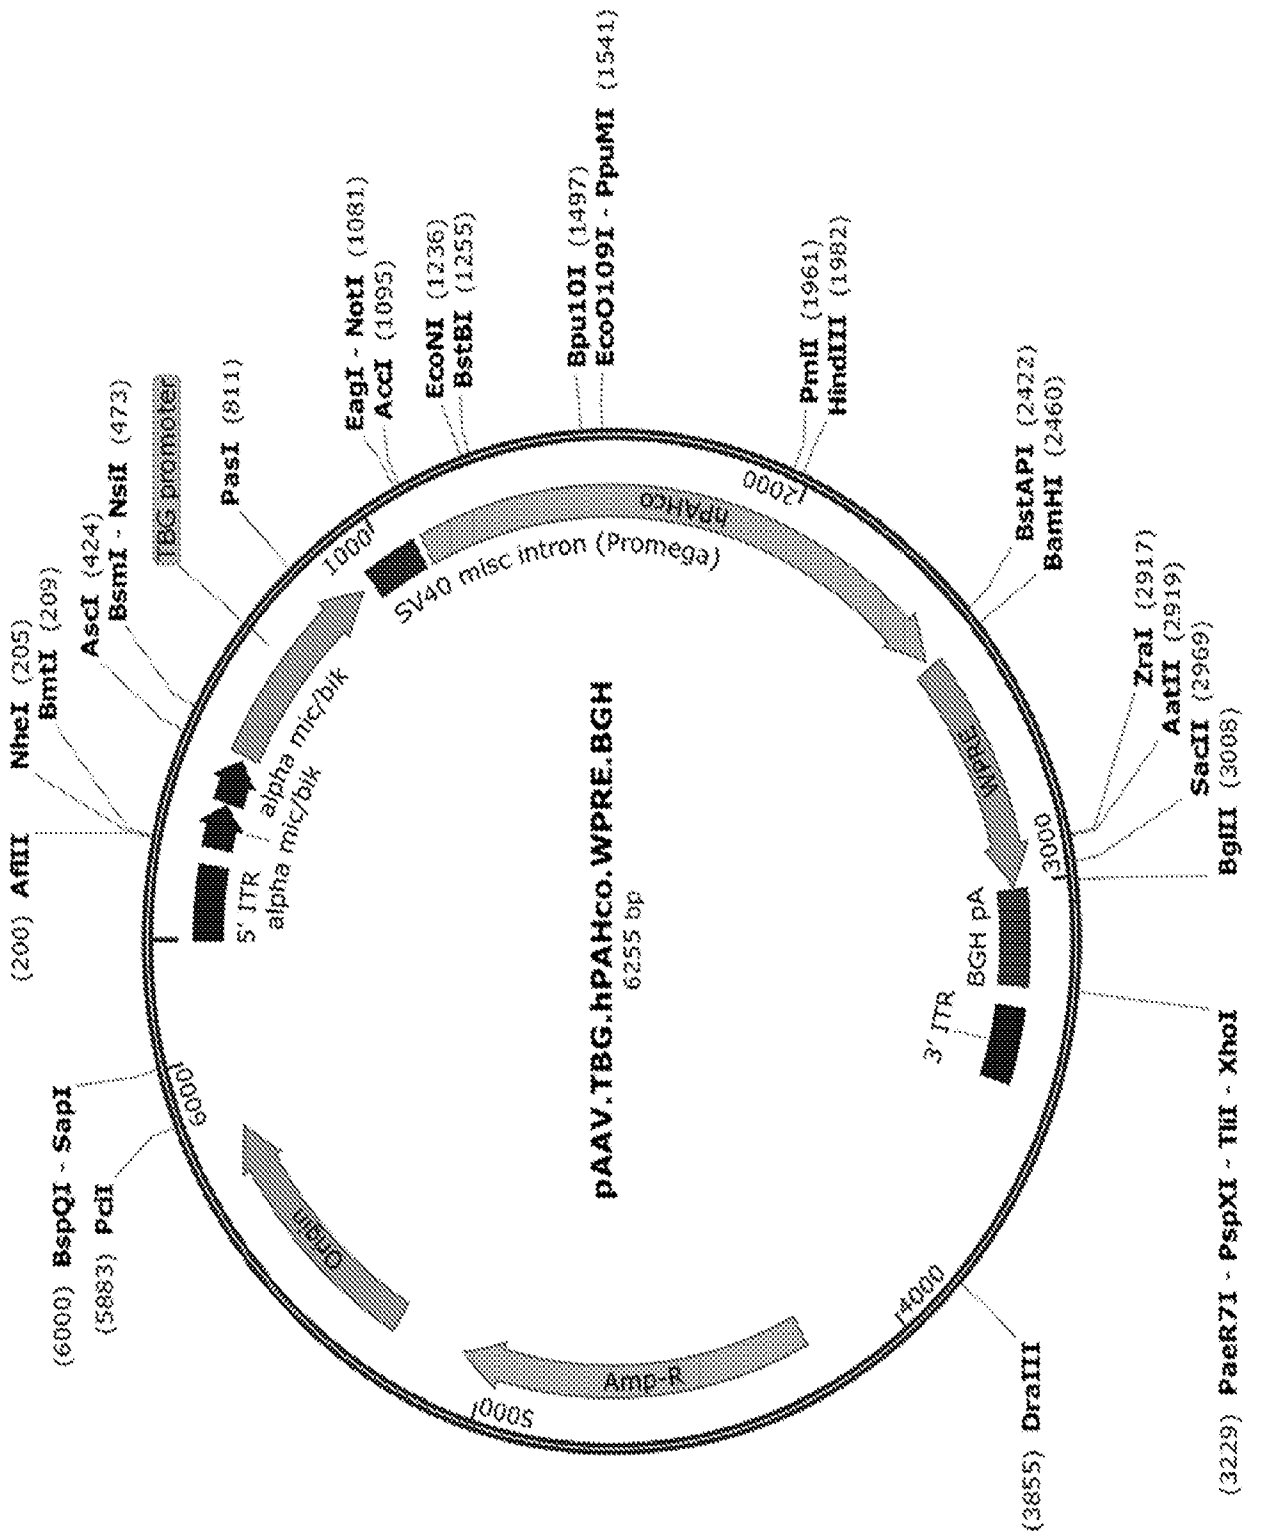 (200) AflII
NheI (205)
BmtI (209)
AscI (424)
BsmI - NsiI (473)
TBG promoter
PasI (811)
EagI - NotI (1081)
AccI (1095)
EcoNI (1236)
BstBI (1255)
Bpu10I (1497)
EcoO109I - PpuMI (1541)
PmlI (1961)
HindIII (1982)
BstAPI (2422)
BamHI (2460)
ZraI (2917)
AatII (2919)
SacII (2969)
BglII (3008)
(3229) PaeR7I - PspXI - TliI - XhoI
(3855) DraIII
(5883) PciI
(6000) BspQI - SapI
1000
2000
3000
4000
5000
6000
5' ITR
alpha mic/bik
alpha mic/bik
SV40 misc intron (Promega)
hPAHco
WPRE
BGH pA
3' ITR
Amp-R
Origin
pAAV.TBG.hPAHco.WPRE.BGH
6255 bp